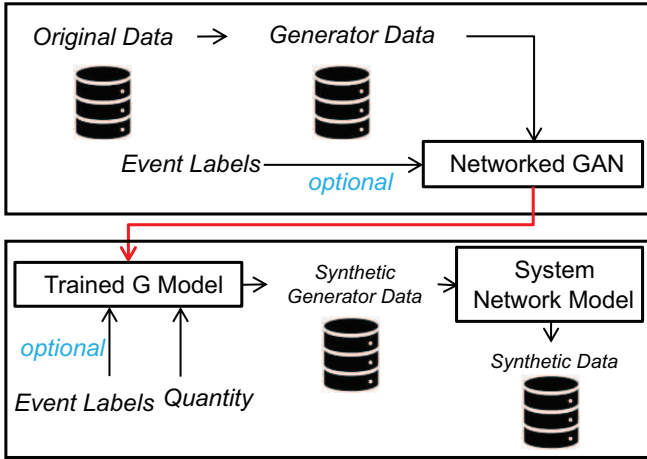 Original Data
Generator Data
Event Labels
optional
Networked GAN
Trained G Model
Synthetic
Generator Data
System
Network Model
optional
Synthetic Data
Event Labels
Quantity